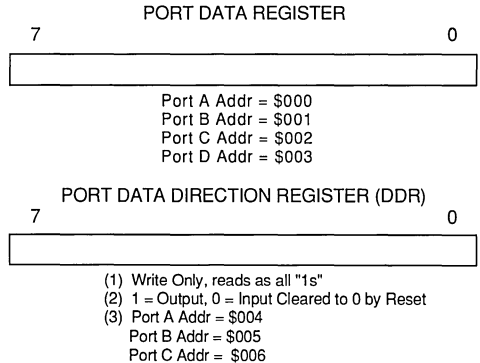 PORT DATA REGISTER
7 0
Port A Addr = $000
Port B Addr = $001
Port C Addr = $002
Port D Addr = $003
PORT DATA DIRECTION REGISTER (DDR)
7 0
(1) Write Only, reads as all "1s"
(2) 1 = Output, 0 = Input Cleared to 0 by Reset
(3) Port A Addr = $004
Port B Addr = $005
Port C Addr = $006